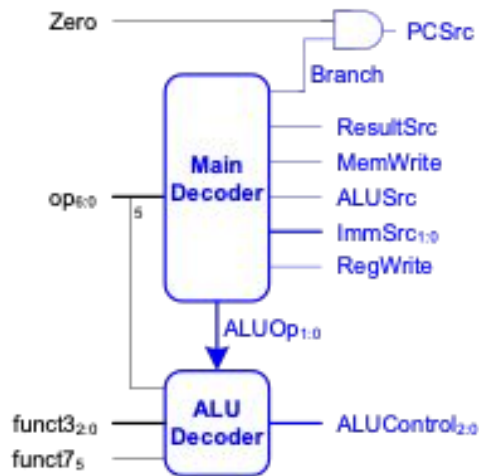 Zero
PCSrc
Branch
ResultSrc
Main Decoder
MemWrite
op6:0
5
ALUSrc
ImmSrc1:0
RegWrite
ALUOp1:0
funct32:0
ALU Decoder
ALUControl2:0
funct75